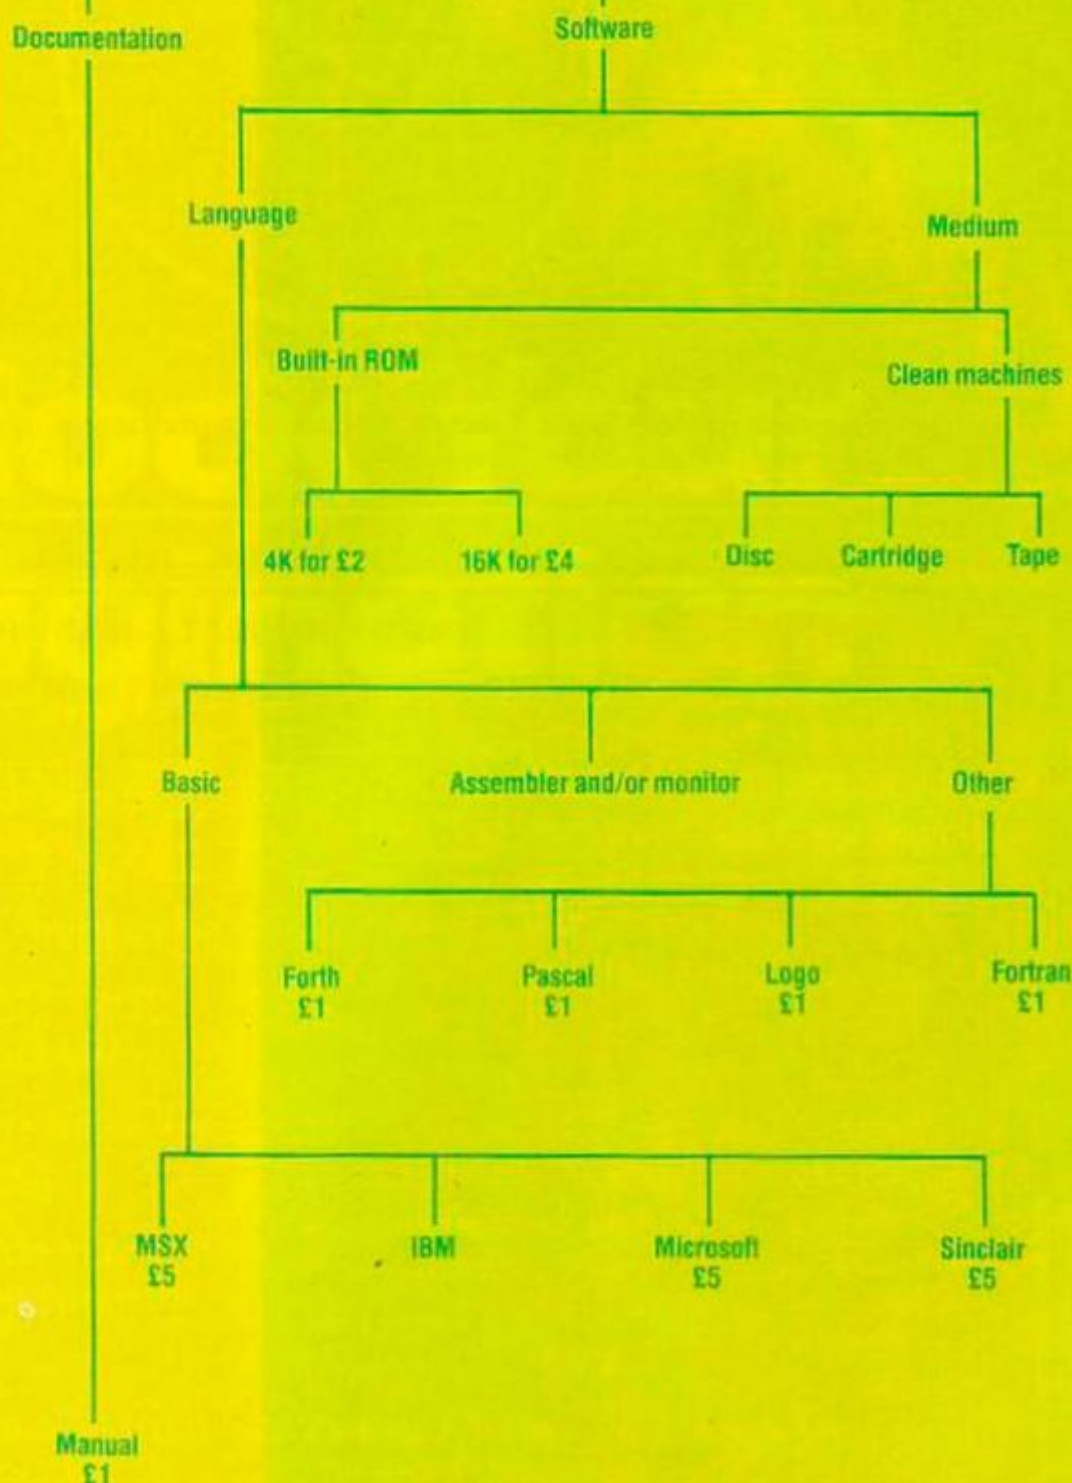 Documentation
Software
Language
Medium
Built-in ROM
Clean machines
4K for £2
16K for £4
Disc
Cartridge
Tape
Basic
Assembler and/or monitor
Other
Forth
£1
Pascal
£1
Logo
£1
Fortran
£1
MSX
£5
IBM
Microsoft
£5
Sinclair
£5
Manual
£1